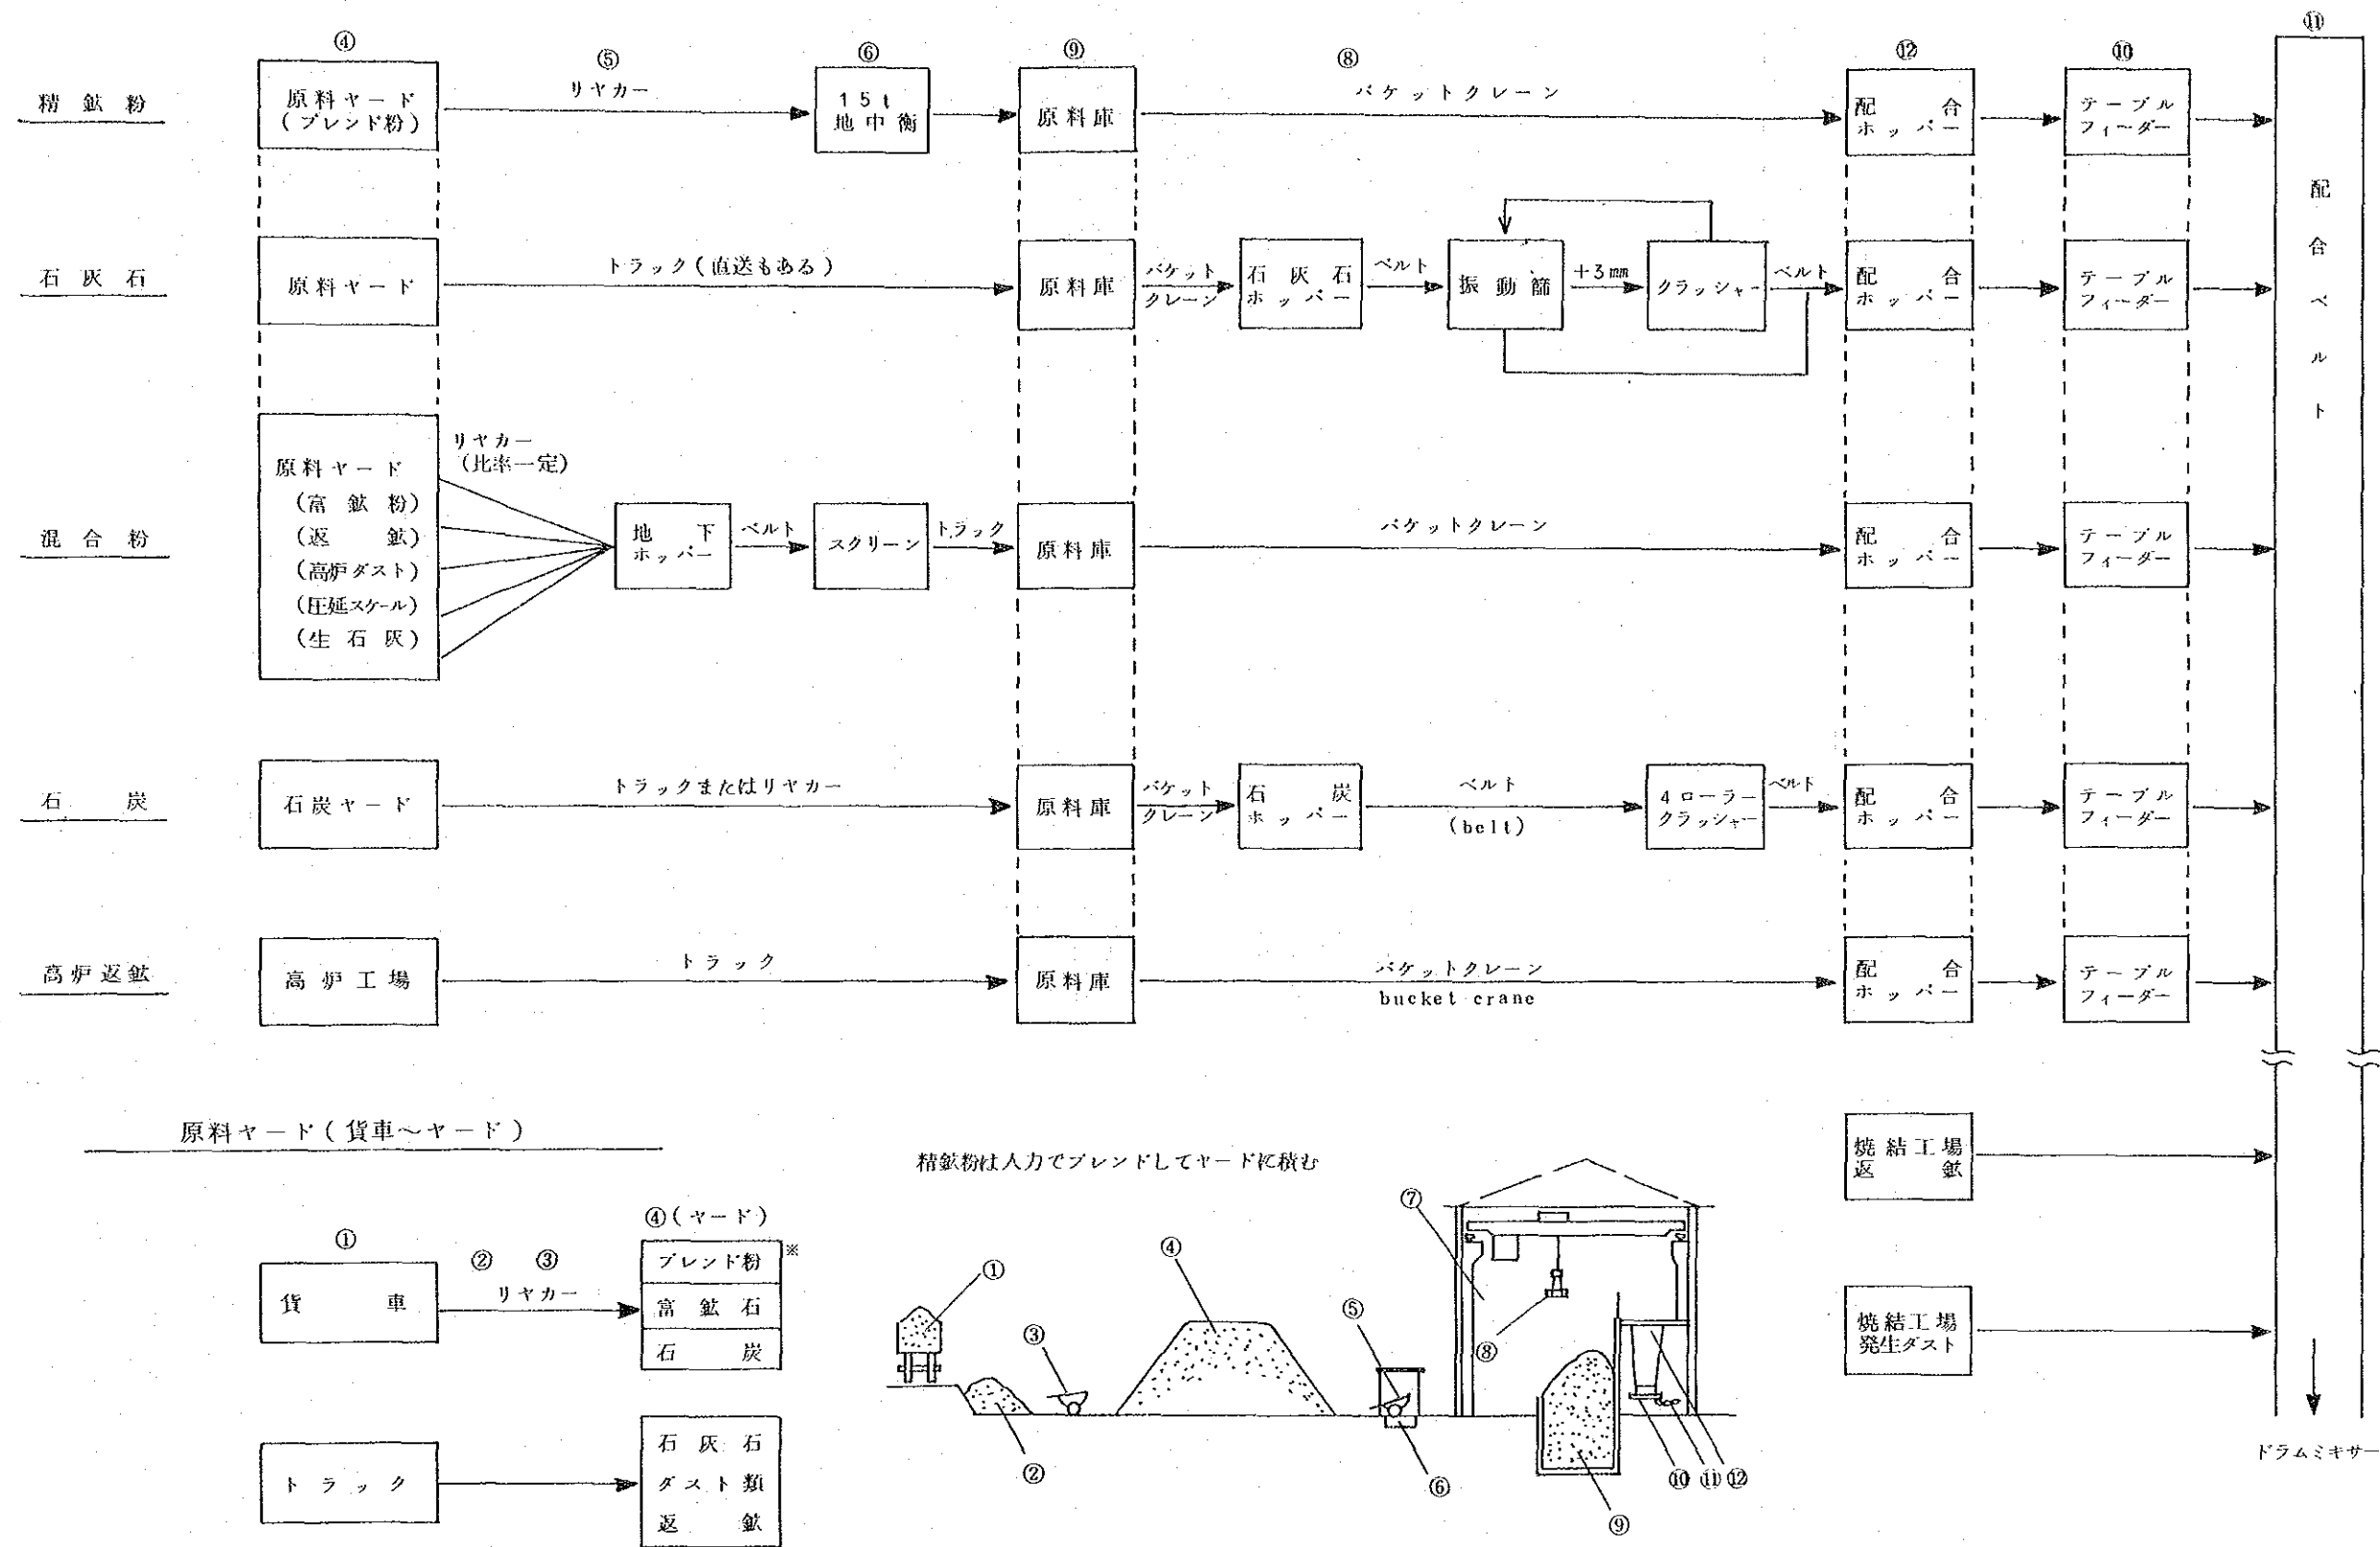 ④ ⑤ ⑥ ⑨ ⑧ ⑫ ⑩ ⑪
精鉱粉
原料ヤード
(ブレンド粉)
リヤカー
15t
地中衡
原料庫
バケットクレーン
配合
ホッパー
テーブル
フィーダー
配合ベルト
石灰石
原料ヤード
トラック(直送もある)
原料庫
バケット
クレーン
石灰石
ホッパー
ベルト
振動篩
+3mm
クラッシャー
ベルト
配合
ホッパー
テーブル
フィーダー
混合粉
原料ヤード
(富鉱粉)
(返鉱)
(高炉ダスト)
(圧延スケール)
(生石灰)
リヤカー
(比率一定)
地下
ホッパー
ベルト
スクリーン
トラック
原料庫
バケットクレーン
配合
ホッパー
テーブル
フィーダー
石炭
石炭ヤード
トラックまたはリヤカー
原料庫
バケット
クレーン
石炭
ホッパー
ベルト
(belt)
4ローラー
クラッシャー
ベルト
配合
ホッパー
テーブル
フィーダー
高炉返鉱
高炉工場
トラック
原料庫
バケットクレーン
bucket crane
配合
ホッパー
テーブル
フィーダー
原料ヤード(貨車~ヤード)
①
貨車
② ③
リヤカー
④(ヤード)
ブレンド粉 ※
富鉱石
石炭
トラック
石灰石
ダスト類
返鉱
精鉱粉は人力でブレンドしてヤードに積む
① ② ③ ④ ⑤ ⑥ ⑦ ⑧ ⑨ ⑩ ⑪ ⑫
焼結工場
返鉱
焼結工場
発生ダスト
ドラムミキサー